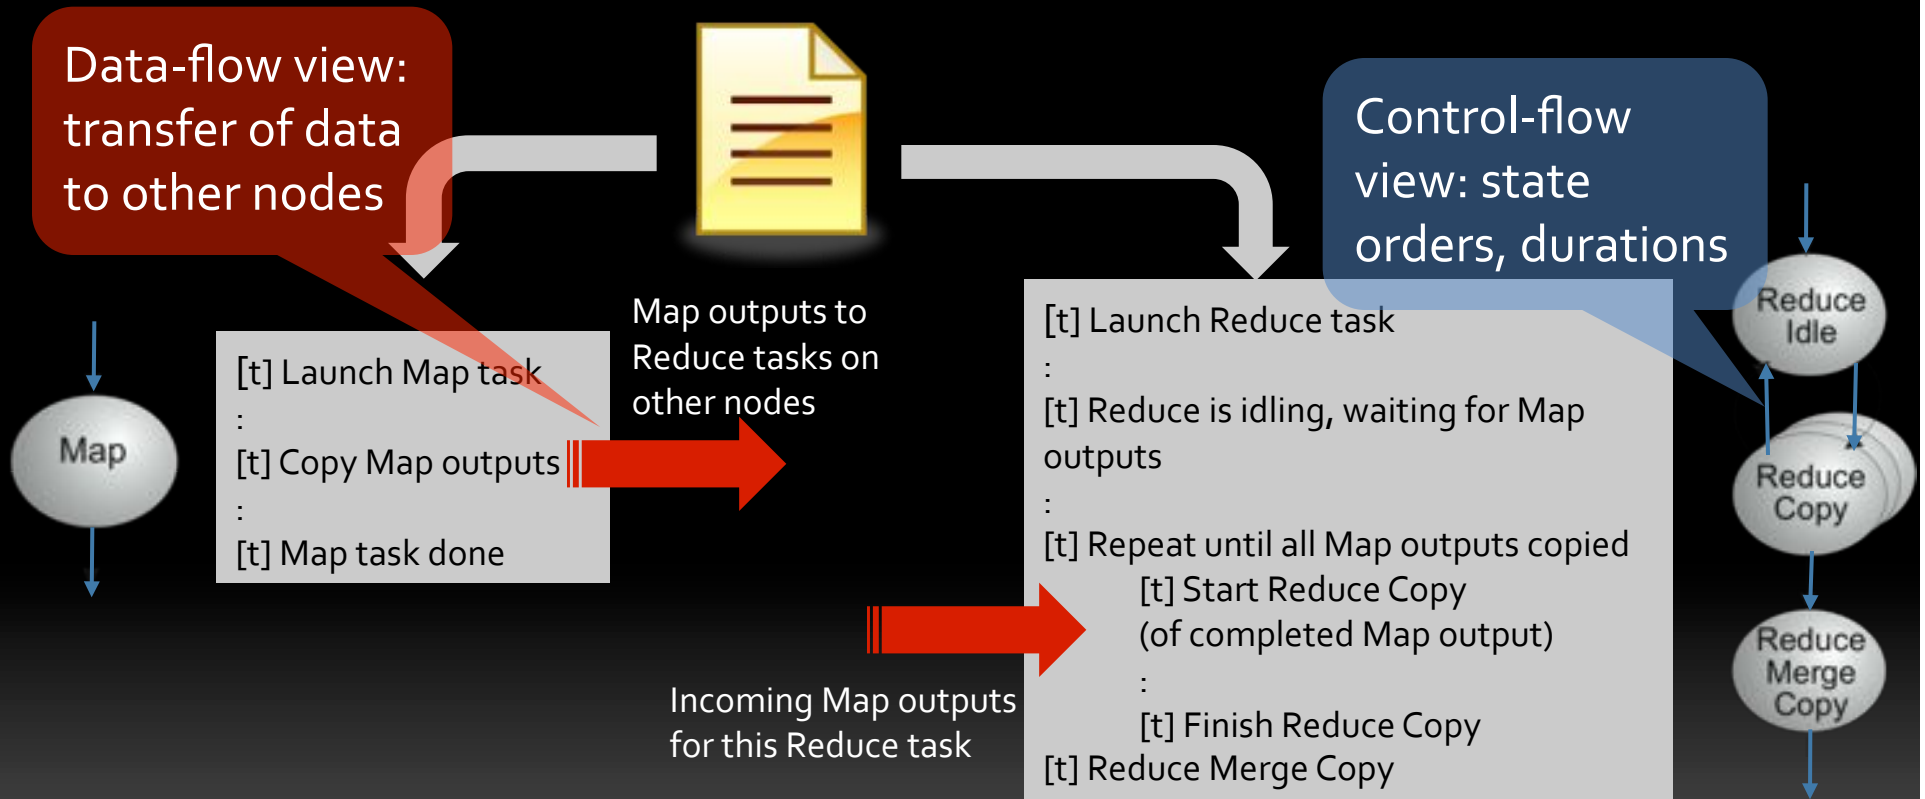 Data-flow view:
transfer of data
to other nodes
Control-flow
view: state
orders, durations
Map
[t] Launch Map task
:
[t] Copy Map outputs
:
[t] Map task done
Map outputs to
Reduce tasks on
other nodes
Incoming Map outputs
for this Reduce task
[t] Launch Reduce task
:
[t] Reduce is idling, waiting for Map
outputs
:
[t] Repeat until all Map outputs copied
[t] Start Reduce Copy
(of completed Map output)
:
[t] Finish Reduce Copy
[t] Reduce Merge Copy
Reduce
Idle
Reduce
Copy
Reduce
Merge
Copy